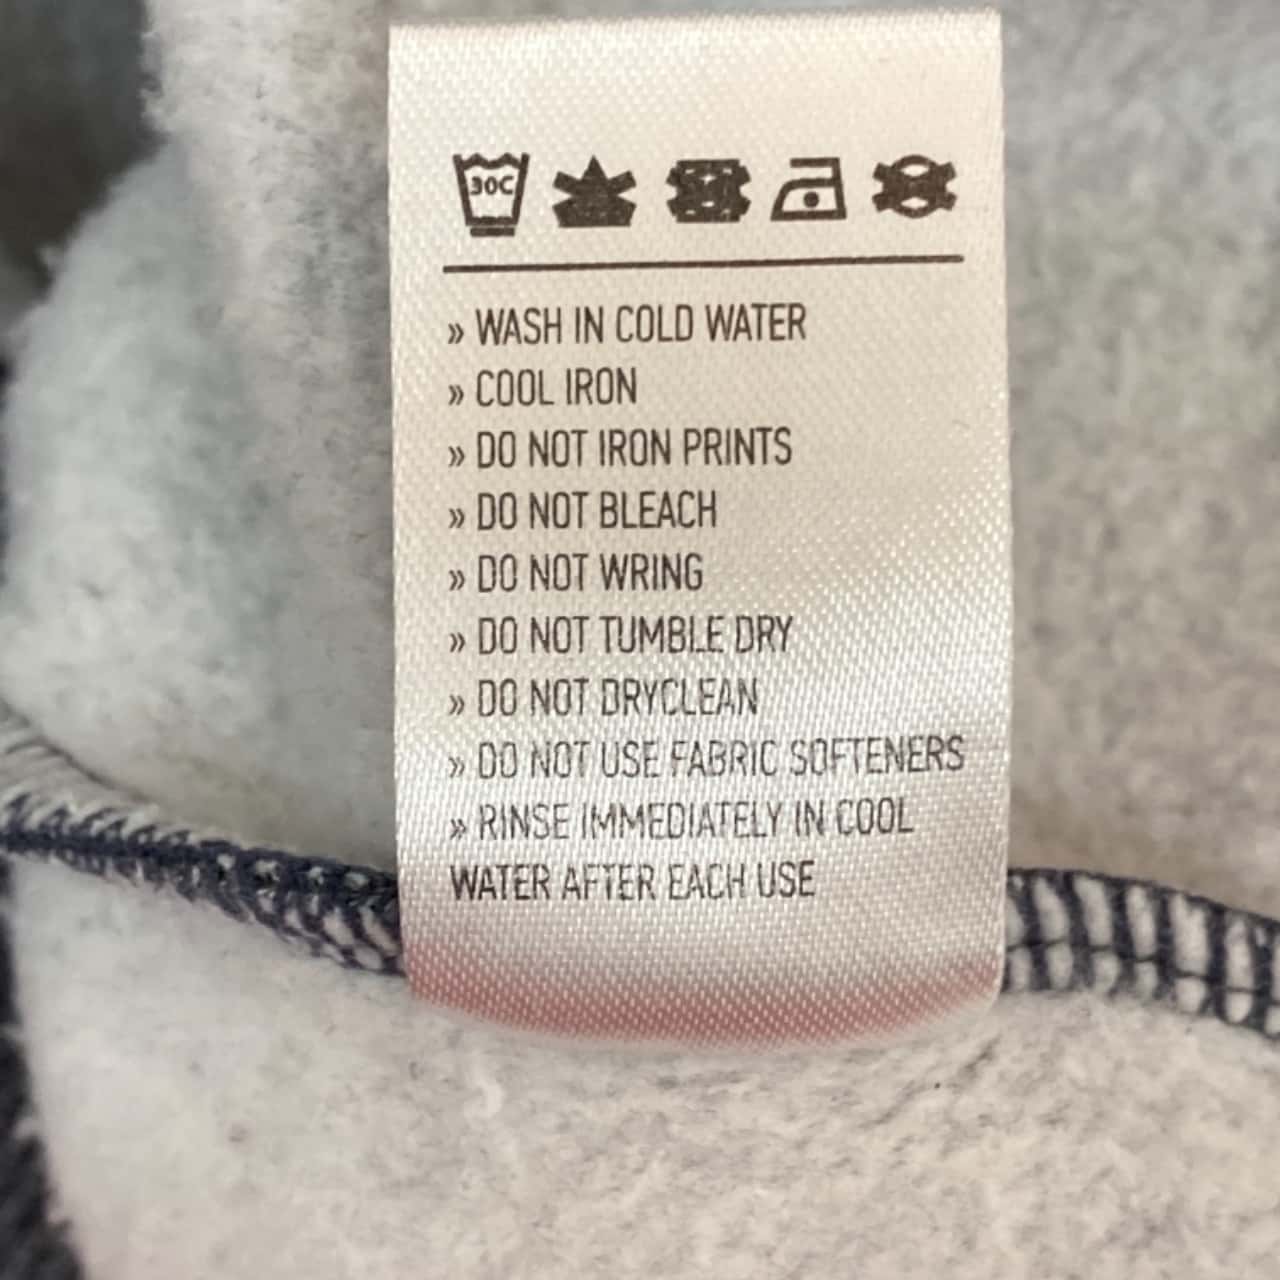 30C
» WASH IN COLD WATER
» COOL IRON
» DO NOT IRON PRINTS
» DO NOT BLEACH
» DO NOT WRING
» DO NOT TUMBLE DRY
» DO NOT DRYCLEAN
» DO NOT USE FABRIC SOFTENERS
» RINSE IMMEDIATELY IN COOL
WATER AFTER EACH USE